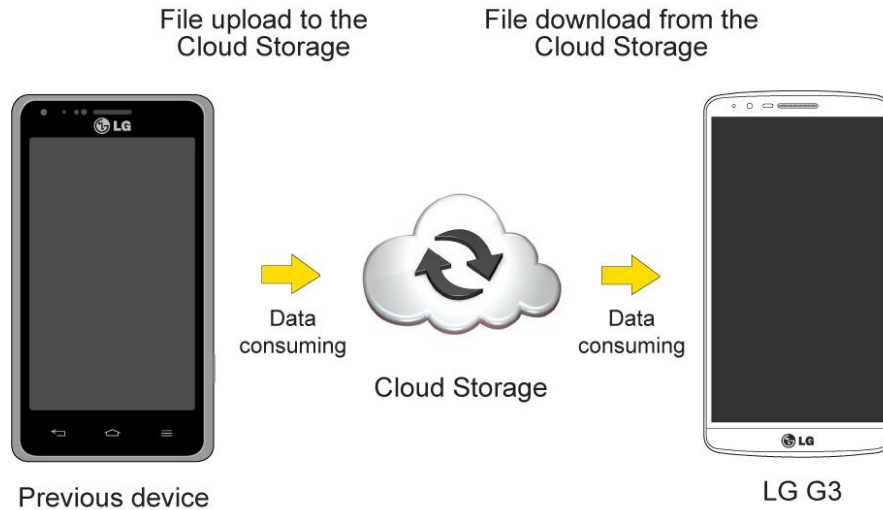 File upload to the
Cloud Storage
File download from the
Cloud Storage
LG
Data
consuming
Cloud Storage
Data
consuming
LG
Previous device
LG G3